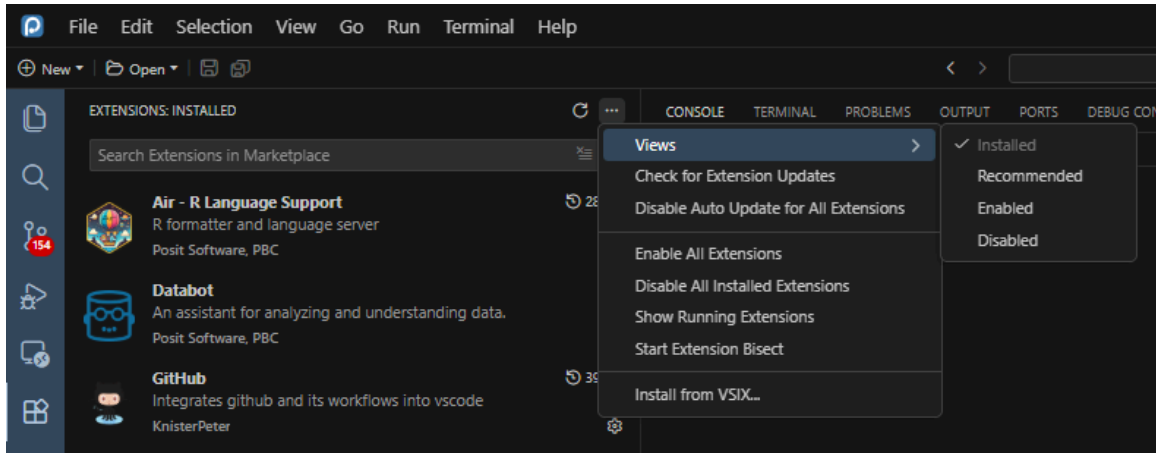 File Edit Selection View Go Run Terminal Help
New Open
EXTENSIONS: INSTALLED
Search Extensions in Marketplace
Air - R Language Support
28
R formatter and language server
Posit Software, PBC
Databot
An assistant for analyzing and understanding data.
Posit Software, PBC
GitHub
39
Integrates github and its workflows into vscode
KnisterPeter
154
CONSOLE TERMINAL PROBLEMS OUTPUT PORTS DEBUG CON
Views
Check for Extension Updates
Disable Auto Update for All Extensions
Enable All Extensions
Disable All Installed Extensions
Show Running Extensions
Start Extension Bisect
Install from VSIX...
Installed
Recommended
Enabled
Disabled